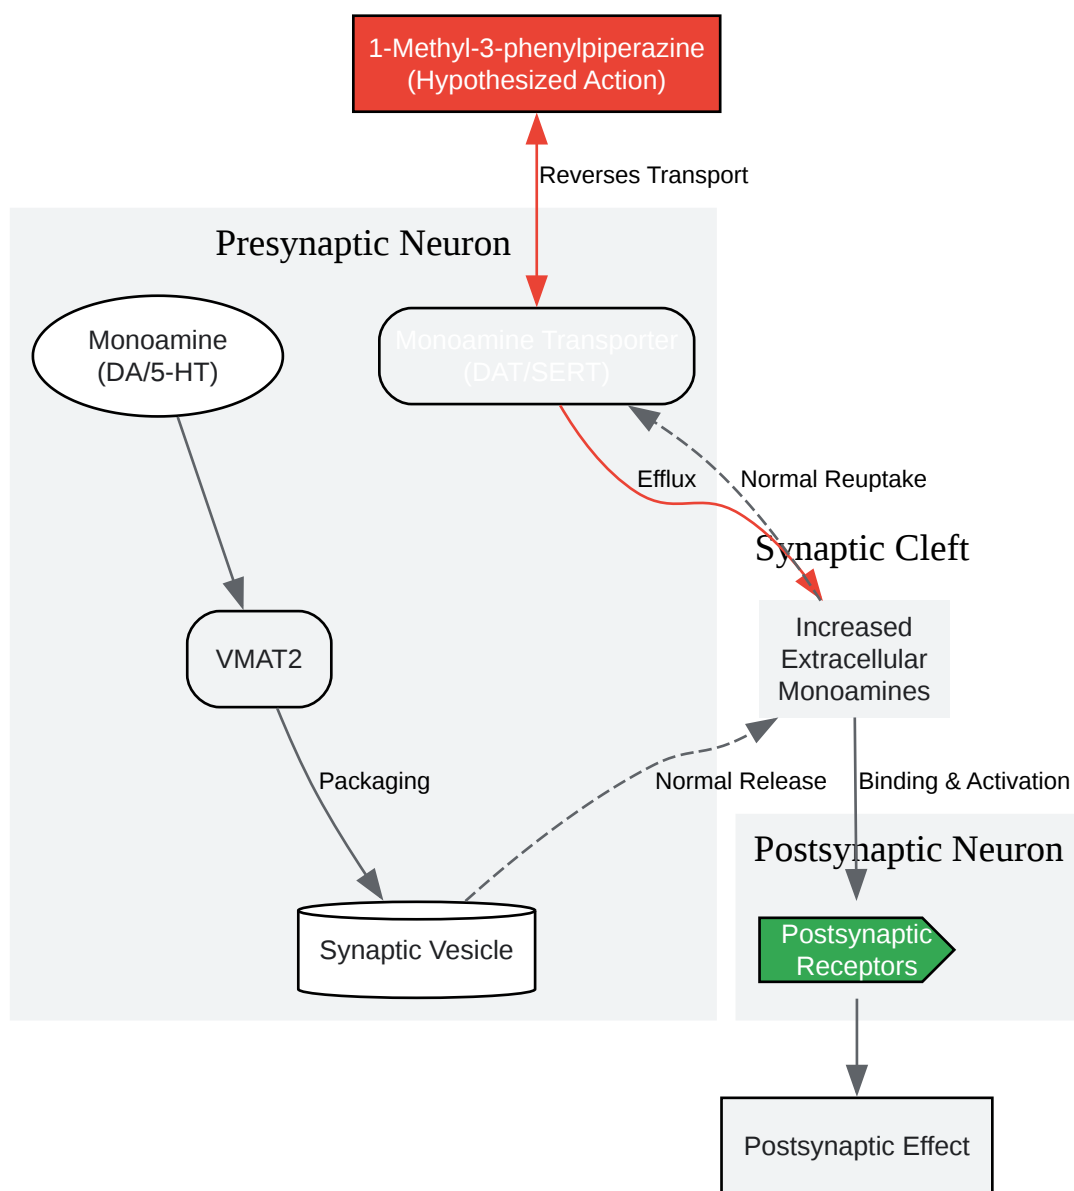 1-Methyl-3-phenylpiperazine
(Hypothesized Action)
Reverses Transport
Presynaptic Neuron
Monoamine
(DA/5-HT)
Monoamine Transporter
(DAT/SERT)
Efflux
Normal Reuptake
Synaptic Cleft
Increased
Extracellular
Monoamines
VMAT2
Packaging
Normal Release
Binding & Activation
Postsynaptic Neuron
Synaptic Vesicle
Postsynaptic
Receptors
Postsynaptic Effect